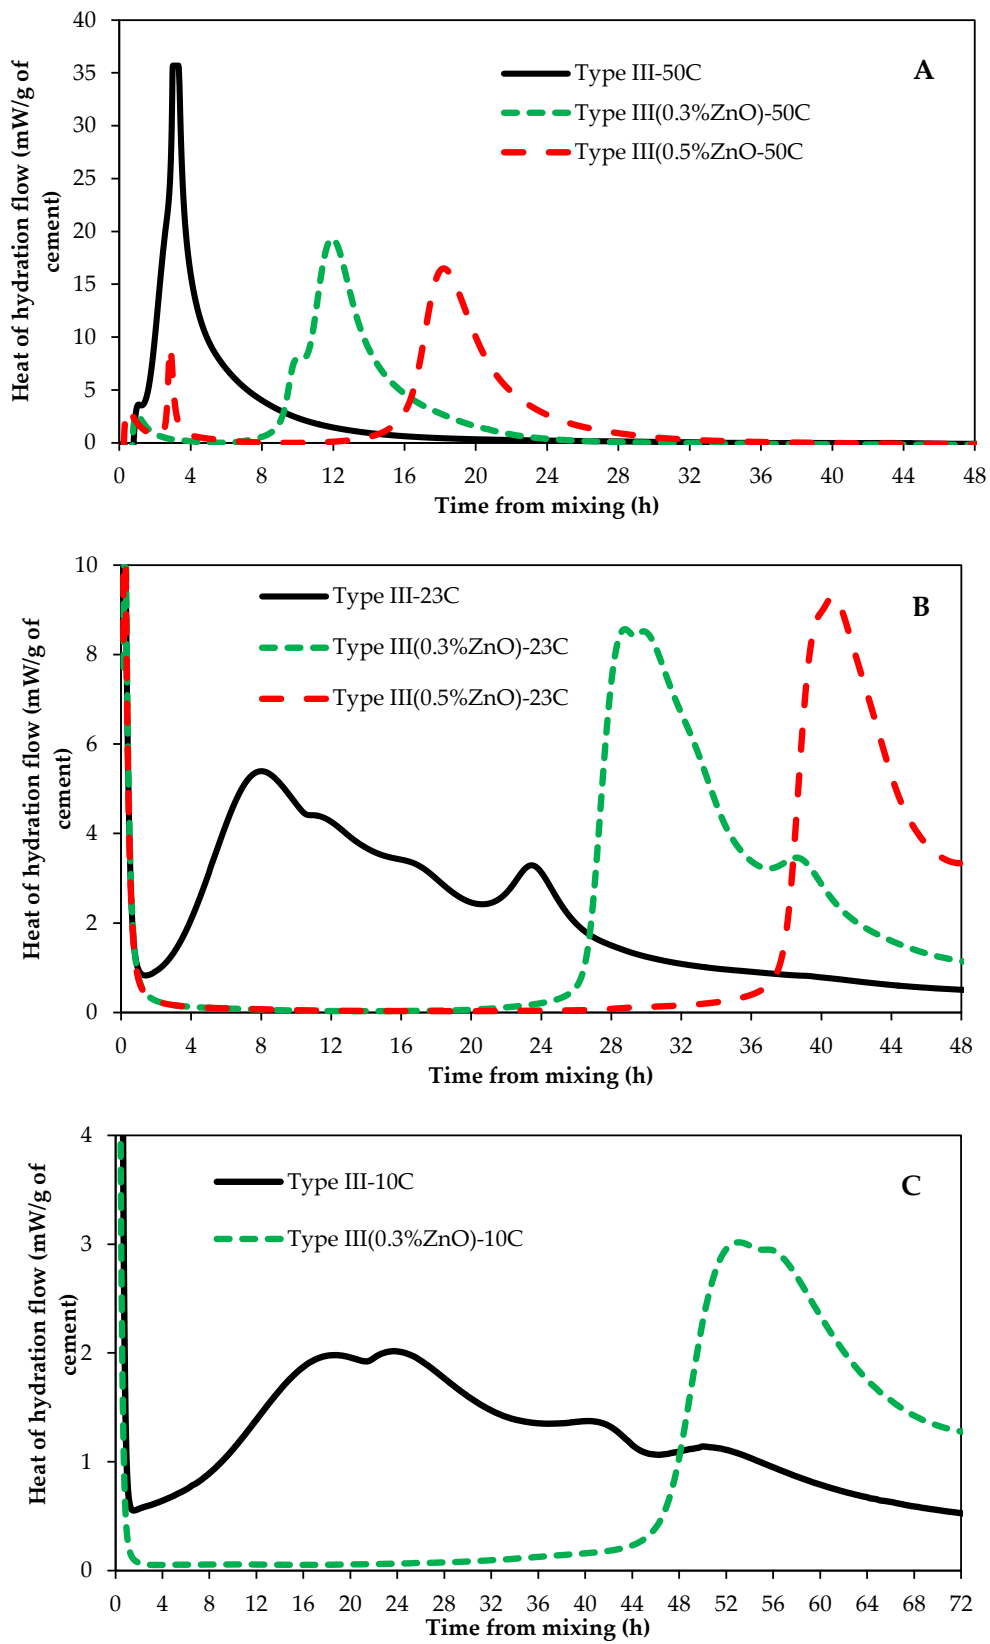 A
Heat of hydration flow (mW/g of
cement)
40
35
30
25
20
15
10
5
0
Type III-50C
Type III(0.3%ZnO)-50C
Type III(0.5%ZnO-50C
0 4 8 12 16 20 24 28 32 36 40 44 48
Time from mixing (h)
B
Heat of hydration flow (mW/g of
cement)
10
8
6
4
2
0
Type III-23C
Type III(0.3%ZnO)-23C
Type III(0.5%ZnO)-23C
0 4 8 12 16 20 24 28 32 36 40 44 48
Time from mixing (h)
C
Heat of hydration flow (mW/g of
cement)
4
3
2
1
0
Type III-10C
Type III(0.3%ZnO)-10C
0 4 8 12 16 20 24 28 32 36 40 44 48 52 56 60 64 68 72
Time from mixing (h)